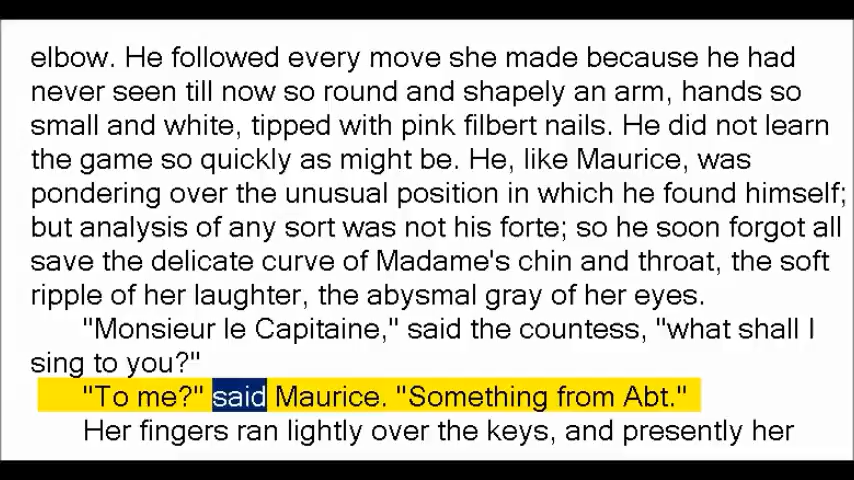 elbow. He followed every move she made because he had
never seen till now so round and shapely an arm, hands so
small and white, tipped with pink filbert nails. He did not learn
the game so quickly as might be. He, like Maurice, was
pondering over the unusual position in which he found himself;
but analysis of any sort was not his forte; so he soon forgot all
save the delicate curve of Madame's chin and throat, the soft
ripple of her laughter, the abysmal gray of her eyes.
"Monsieur le Capitaine," said the countess, "what shall I
sing to you?"
"To me?" said Maurice. "Something from Abt."
Her fingers ran lightly over the keys, and presently her